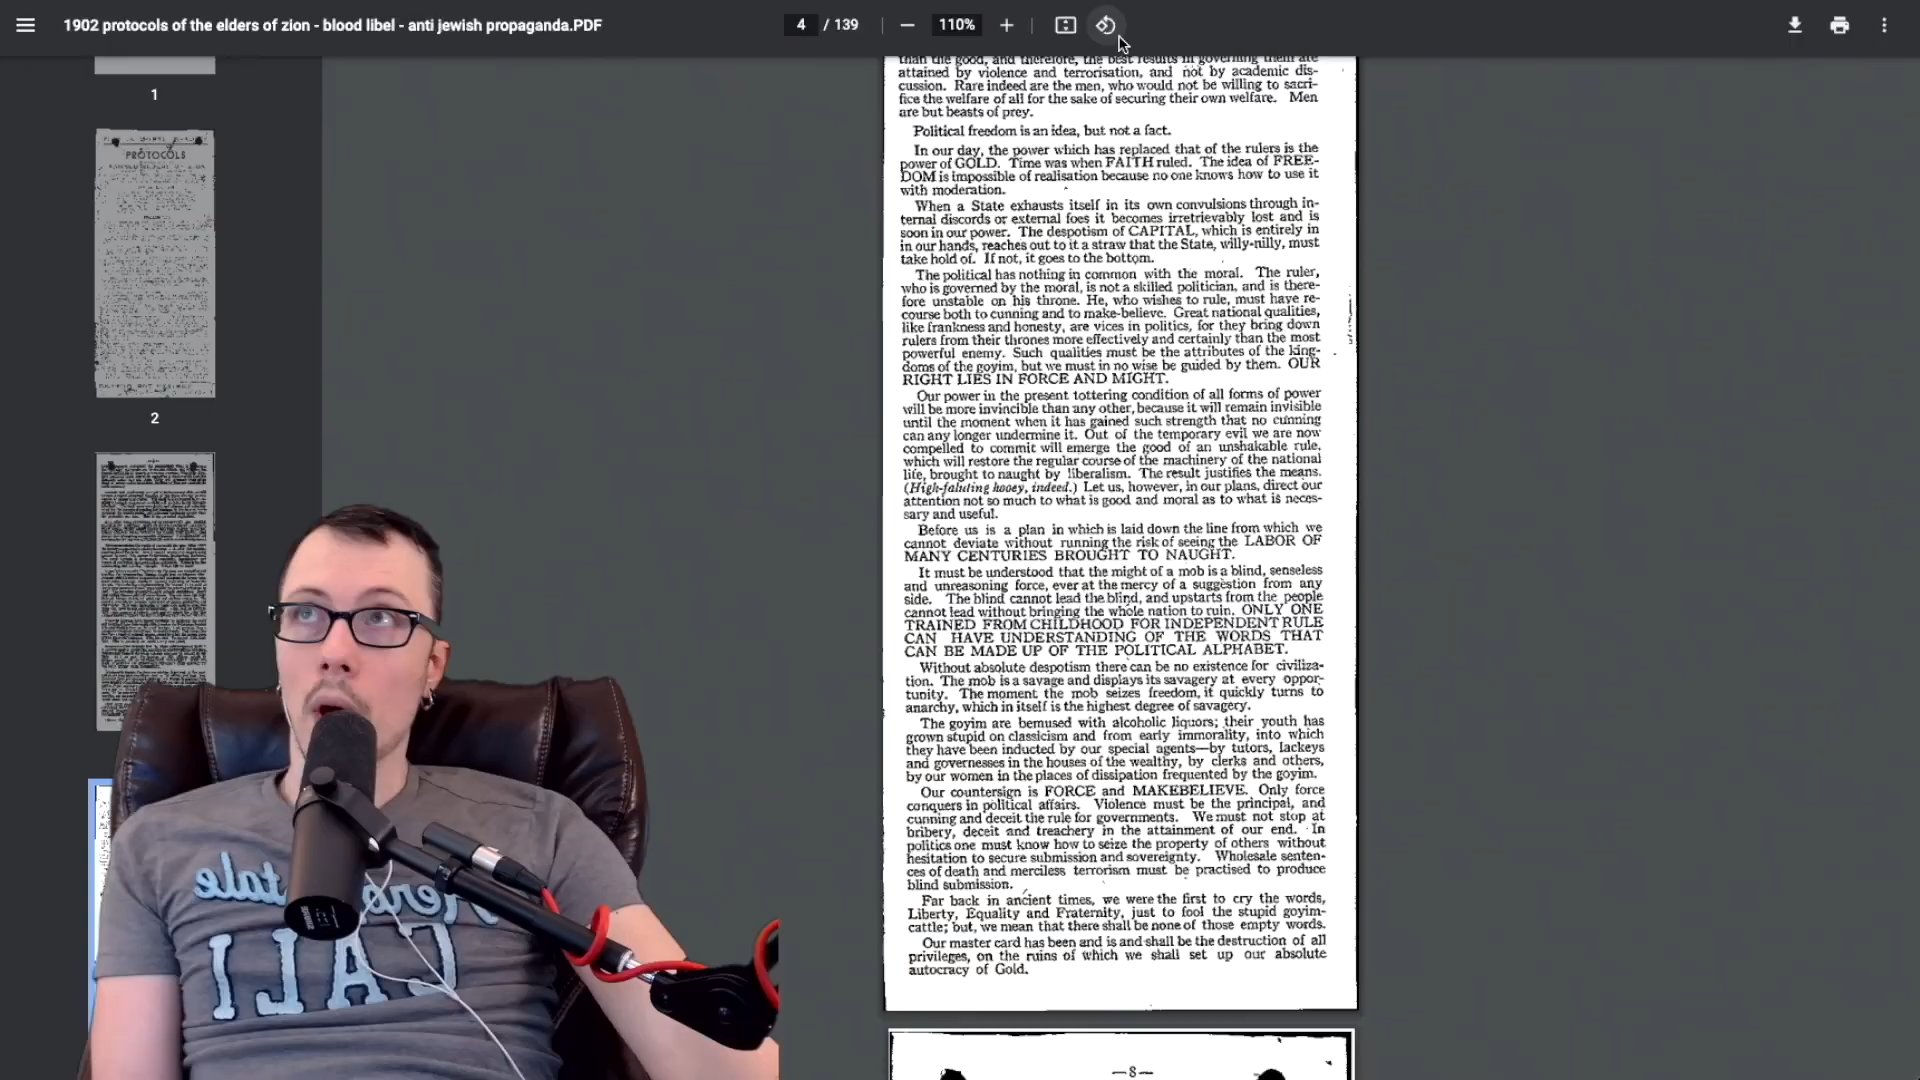 1902 protocols of the elders of zion - blood libel - anti jewish propaganda.PDF
4 / 139
110%
1
PROTOCOLS
2
than the good, and therefore, the best results in governing them are
attained by violence and terrorisation, and not by academic dis-
cussion. Rare indeed are the men, who would not be willing to sacri-
fice the welfare of all for the sake of securing their own welfare. Men
are but beasts of prey.
Political freedom is an idea, but not a fact.
In our day, the power which has replaced that of the rulers is the
power of GOLD. Time was when FAITH ruled. The idea of FREE-
DOM is impossible of realisation because no one knows how to use it
with moderation.
When a State exhausts itself in its own convulsions through in-
ternal discords or external foes it becomes irretrievably lost and is
soon in our power. The despotism of CAPITAL, which is entirely in
in our hands, reaches out to it a straw that the State, willy-nilly, must
take hold of. If not, it goes to the bottom.
The political has nothing in common with the moral. The ruler,
who is governed by the moral, is not a skilled politician, and is there-
fore unstable on his throne. He, who wishes to rule, must have re-
course both to cunning and to make-believe. Great national qualities,
like frankness and honesty, are vices in politics, for they bring down
rulers from their thrones more effectively and certainly than the most
powerful enemy. Such qualities must be the attributes of the king-
doms of the goyim, but we must in no wise be guided by them. OUR
RIGHT LIES IN FORCE AND MIGHT.
Our power in the present tottering condition of all forms of power
will be more invincible than any other, because it will remain invisible
until the moment when it has gained such strength that no cunning
can any longer undermine it. Out of the temporary evil we are now
compelled to commit will emerge the good of an unshakable rule,
which will restore the regular course of the machinery of the national
life, brought to naught by liberalism. The result justifies the means.
(High-faluting hooey, indeed.) Let us, however, in our plans, direct our
attention not so much to what is good and moral as to what is neces-
sary and useful.
Before us is a plan in which is laid down the line from which we
cannot deviate without running the risk of seeing the LABOR OF
MANY CENTURIES BROUGHT TO NAUGHT.
It must be understood that the might of a mob is a blind, senseless
and unreasoning force, ever at the mercy of a suggestion from any
side. The blind cannot lead the blind, and upstarts from the people
cannot lead without bringing the whole nation to ruin. ONLY ONE
TRAINED FROM CHILDHOOD FOR INDEPENDENT RULE
CAN HAVE UNDERSTANDING OF THE WORDS THAT
CAN BE MADE UP OF THE POLITICAL ALPHABET.
Without absolute despotism there can be no existence for civiliza-
tion. The mob is a savage and displays its savagery at every oppor-
tunity. The moment the mob seizes freedom, it quickly turns to
anarchy, which in itself is the highest degree of savagery.
The goyim are bemused with alcoholic liquors; their youth has
grown stupid on classicism and from early immorality, into which
they have been inducted by our special agents—by tutors, lackeys
and governesses in the houses of the wealthy, by clerks and others,
by our women in the places of dissipation frequented by the goyim.
Our countersign is FORCE and MAKEBELIEVE. Only force
conquers in political affairs. Violence must be the principal, and
cunning and deceit the rule for governments. We must not stop at
bribery, deceit and treachery in the attainment of our end. In
politics one must know how to seize the property of others without
hesitation to secure submission and sovereignty. Wholesale senten-
ces of death and merciless terrorism must be practised to produce
blind submission.
Far back in ancient times, we were the first to cry the words,
Liberty, Equality and Fraternity, just to fool the stupid goyim-
cattle; but, we mean that there shall be none of those empty words.
Our master card has been and is and shall be the destruction of all
privileges, on the ruins of which we shall set up our absolute
autocracy of Gold.
—8—
CALI